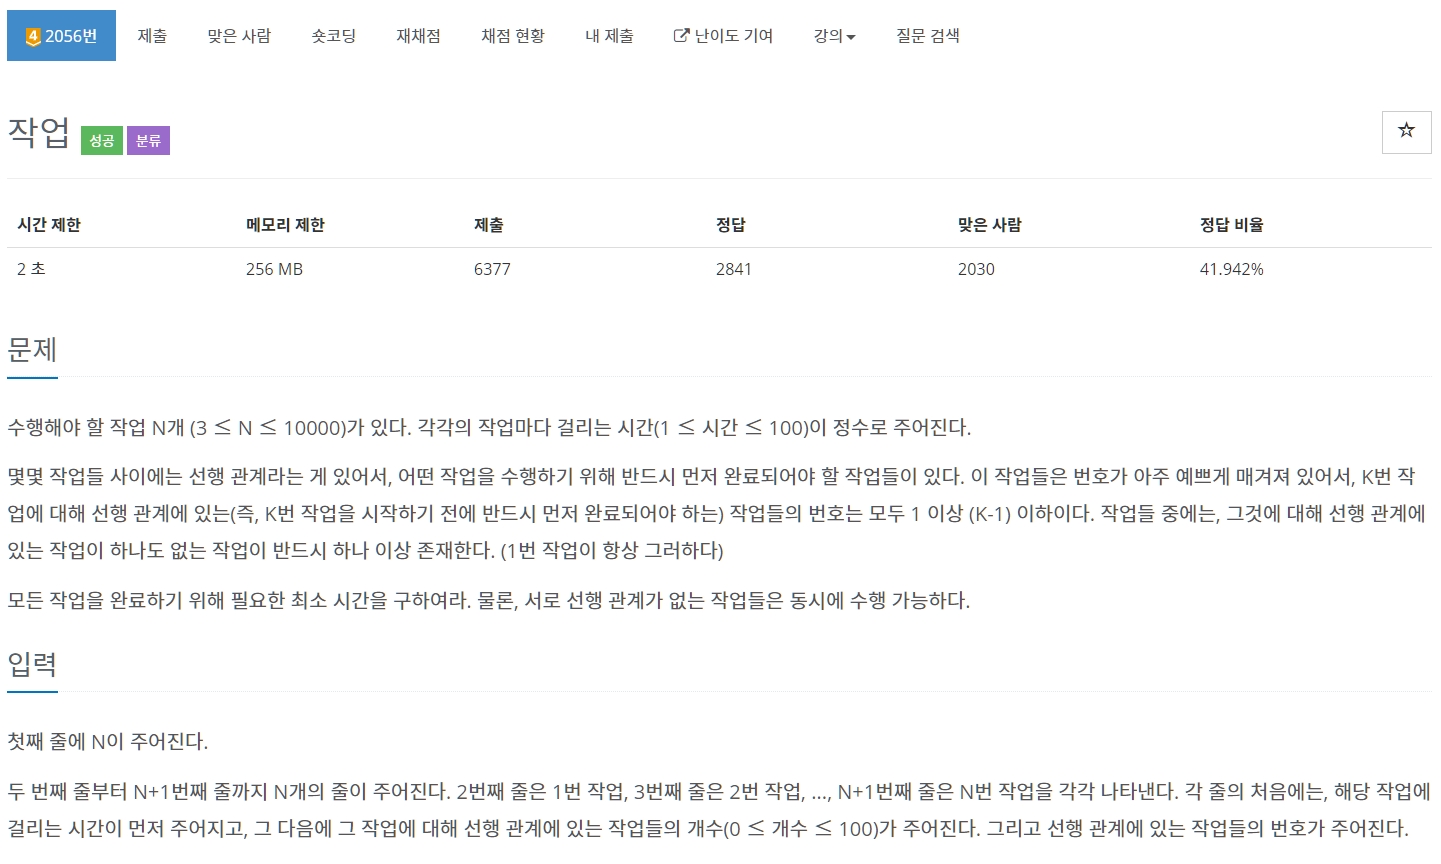 4 2056번 제출 맞은 사람 숏코딩 재채점 채점 현황 내 제출 난이도 기여 강의 질문 검색
작업 성공 분류
시간 제한 메모리 제한 제출 정답 맞은 사람 정답 비율
2 초 256 MB 6377 2841 2030 41.942%
문제
수행해야 할 작업 N개 (3 ≤ N ≤ 10000)가 있다. 각각의 작업마다 걸리는 시간(1 ≤ 시간 ≤ 100)이 정수로 주어진다.
몇몇 작업들 사이에는 선행 관계라는 게 있어서, 어떤 작업을 수행하기 위해 반드시 먼저 완료되어야 할 작업들이 있다. 이 작업들은 번호가 아주 예쁘게 매겨져 있어서, K번 작
업에 대해 선행 관계에 있는(즉, K번 작업을 시작하기 전에 반드시 먼저 완료되어야 하는) 작업들의 번호는 모두 1 이상 (K-1) 이하이다. 작업들 중에는, 그것에 대해 선행 관계에
있는 작업이 하나도 없는 작업이 반드시 하나 이상 존재한다. (1번 작업이 항상 그러하다)
모든 작업을 완료하기 위해 필요한 최소 시간을 구하여라. 물론, 서로 선행 관계가 없는 작업들은 동시에 수행 가능하다.
입력
첫째 줄에 N이 주어진다.
두 번째 줄부터 N+1번째 줄까지 N개의 줄이 주어진다. 2번째 줄은 1번 작업, 3번째 줄은 2번 작업, ..., N+1번째 줄은 N번 작업을 각각 나타낸다. 각 줄의 처음에는, 해당 작업에
걸리는 시간이 먼저 주어지고, 그 다음에 그 작업에 대해 선행 관계에 있는 작업들의 개수(0 ≤ 개수 ≤ 100)가 주어진다. 그리고 선행 관계에 있는 작업들의 번호가 주어진다.